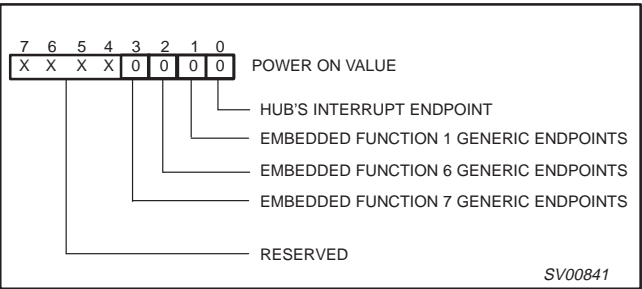 7 6 5 4 3 2 1 0
X X X X 0 0 0 0 POWER ON VALUE
HUB'S INTERRUPT ENDPOINT
EMBEDDED FUNCTION 1 GENERIC ENDPOINTS
EMBEDDED FUNCTION 6 GENERIC ENDPOINTS
EMBEDDED FUNCTION 7 GENERIC ENDPOINTS
RESERVED
SV00841